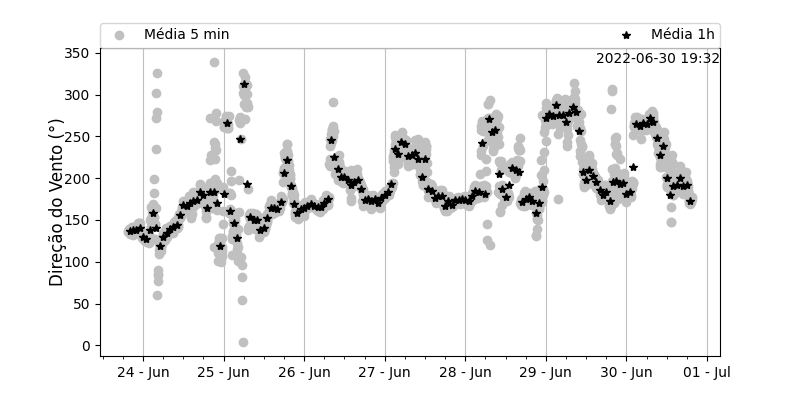 Média 5 min
Média 1h
2022-06-30 19:32
Direção do Vento (°)
350
300
250
200
150
100
50
0
24 - Jun
25 - Jun
26 - Jun
27 - Jun
28 - Jun
29 - Jun
30 - Jun
01 - Jul